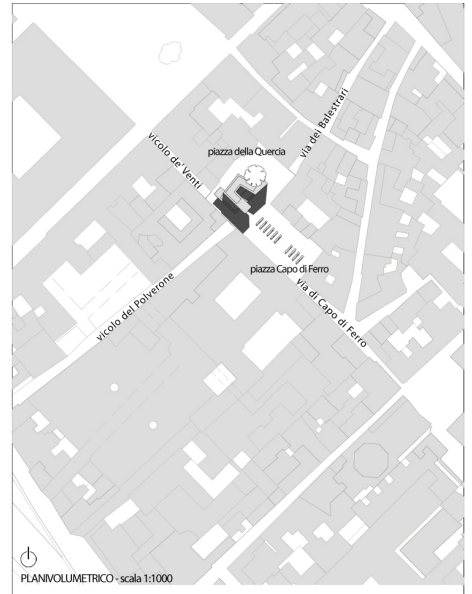 via dei Balestrari
vicolo de' Venti
piazza della Quercia
piazza Capo di Ferro
vicolo del Polverone
via di Capo di Ferro
PLANIVOLUMETRICO - scala 1:1000